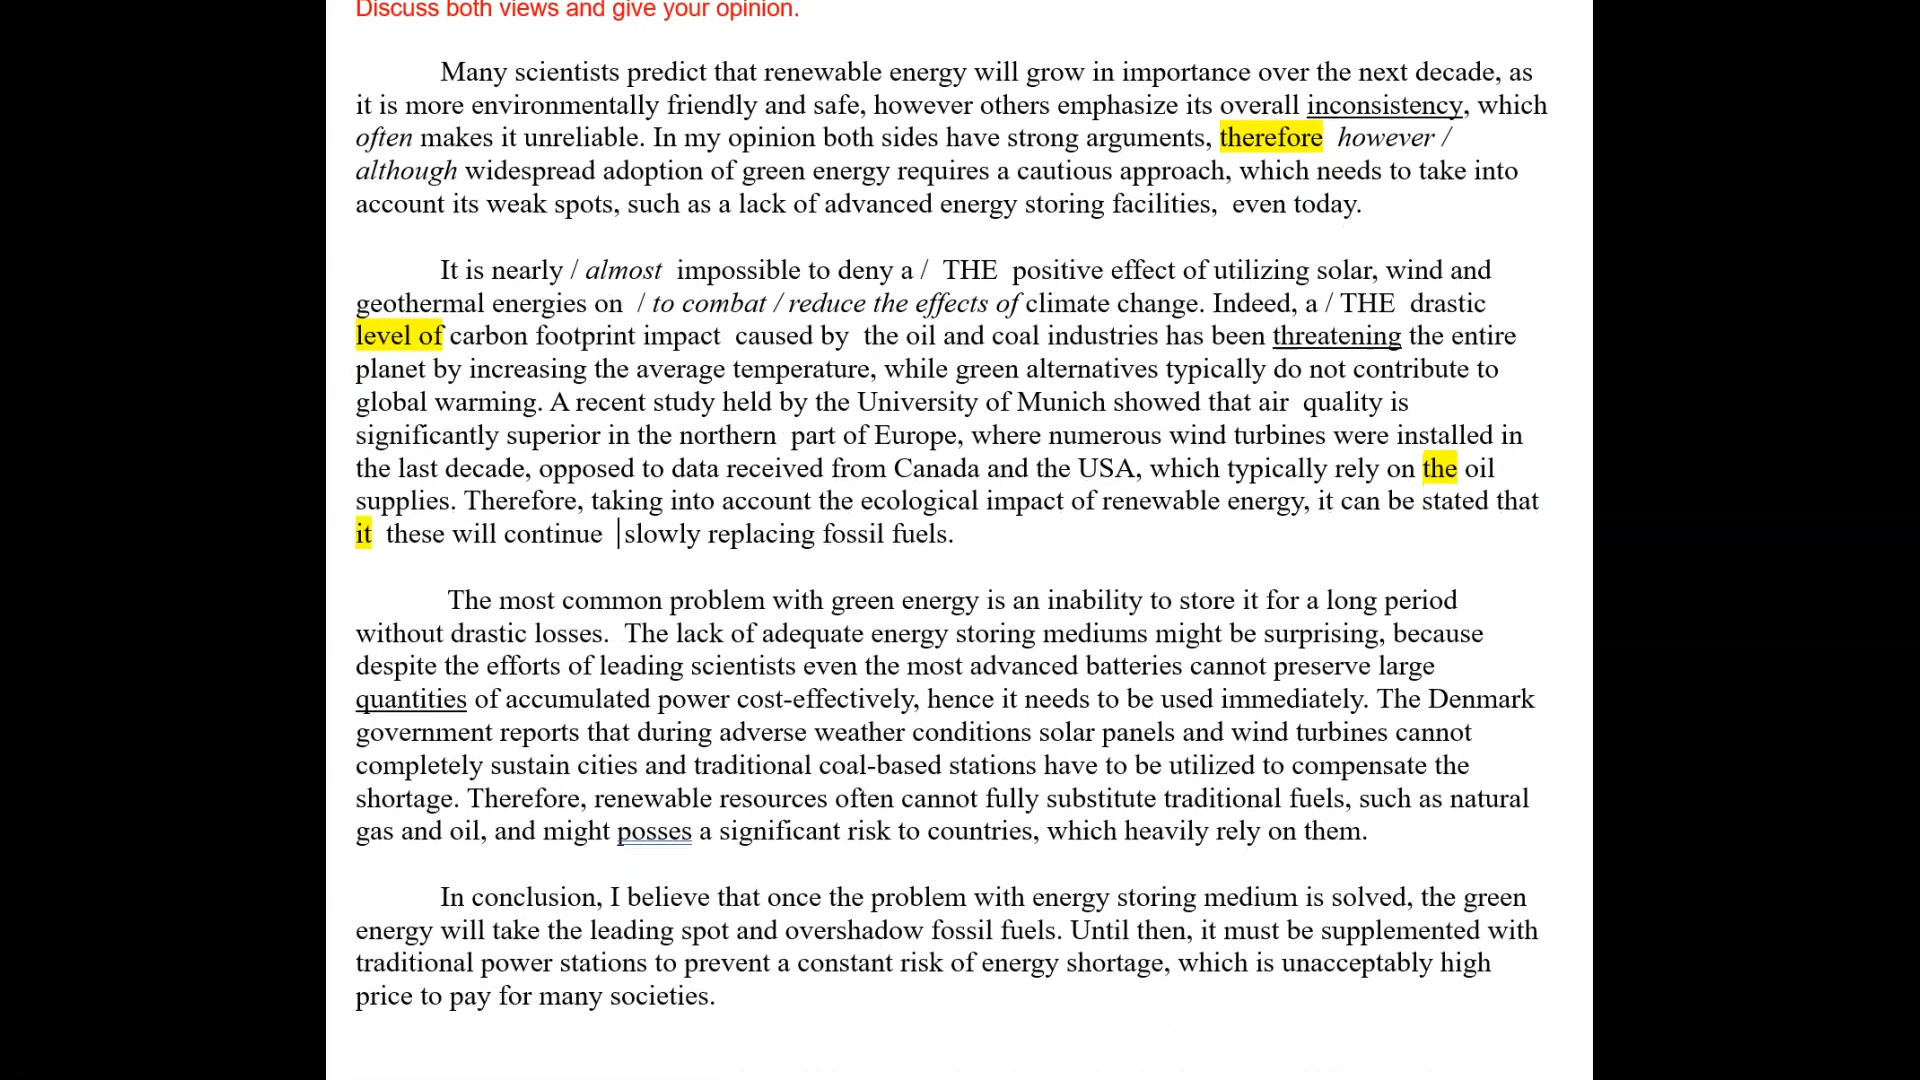 Discuss both views and give your opinion.
Many scientists predict that renewable energy will grow in importance over the next decade, as
it is more environmentally friendly and safe, however others emphasize its overall inconsistency, which
often makes it unreliable. In my opinion both sides have strong arguments, therefore however /
although widespread adoption of green energy requires a cautious approach, which needs to take into
account its weak spots, such as a lack of advanced energy storing facilities, even today.
It is nearly / almost impossible to deny a / THE positive effect of utilizing solar, wind and
geothermal energies on / to combat / reduce the effects of climate change. Indeed, a / THE drastic
level of carbon footprint impact caused by the oil and coal industries has been threatening the entire
planet by increasing the average temperature, while green alternatives typically do not contribute to
global warming. A recent study held by the University of Munich showed that air quality is
significantly superior in the northern part of Europe, where numerous wind turbines were installed in
the last decade, opposed to data received from Canada and the USA, which typically rely on the oil
supplies. Therefore, taking into account the ecological impact of renewable energy, it can be stated that
it these will continue slowly replacing fossil fuels.
The most common problem with green energy is an inability to store it for a long period
without drastic losses. The lack of adequate energy storing mediums might be surprising, because
despite the efforts of leading scientists even the most advanced batteries cannot preserve large
quantities of accumulated power cost-effectively, hence it needs to be used immediately. The Denmark
government reports that during adverse weather conditions solar panels and wind turbines cannot
completely sustain cities and traditional coal-based stations have to be utilized to compensate the
shortage. Therefore, renewable resources often cannot fully substitute traditional fuels, such as natural
gas and oil, and might posses a significant risk to countries, which heavily rely on them.
In conclusion, I believe that once the problem with energy storing medium is solved, the green
energy will take the leading spot and overshadow fossil fuels. Until then, it must be supplemented with
traditional power stations to prevent a constant risk of energy shortage, which is unacceptably high
price to pay for many societies.